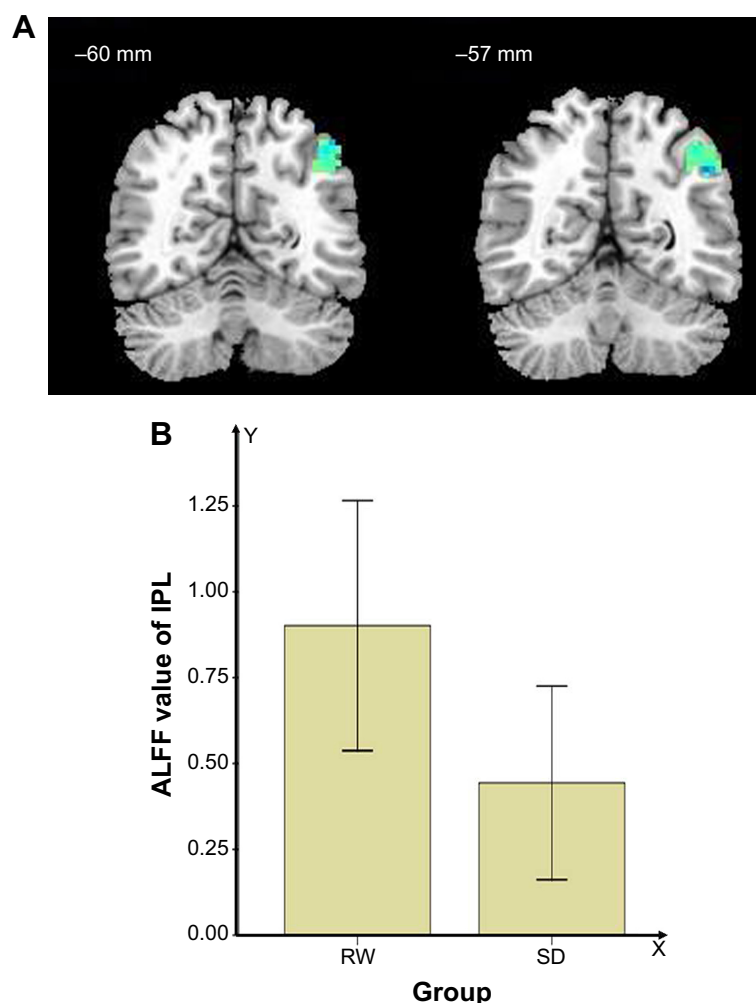 A
–60 mm
–57 mm
B
Y
ALFF value of IPL
1.25
1.00
0.75
0.50
0.25
0.00
RW
SD
X
Group